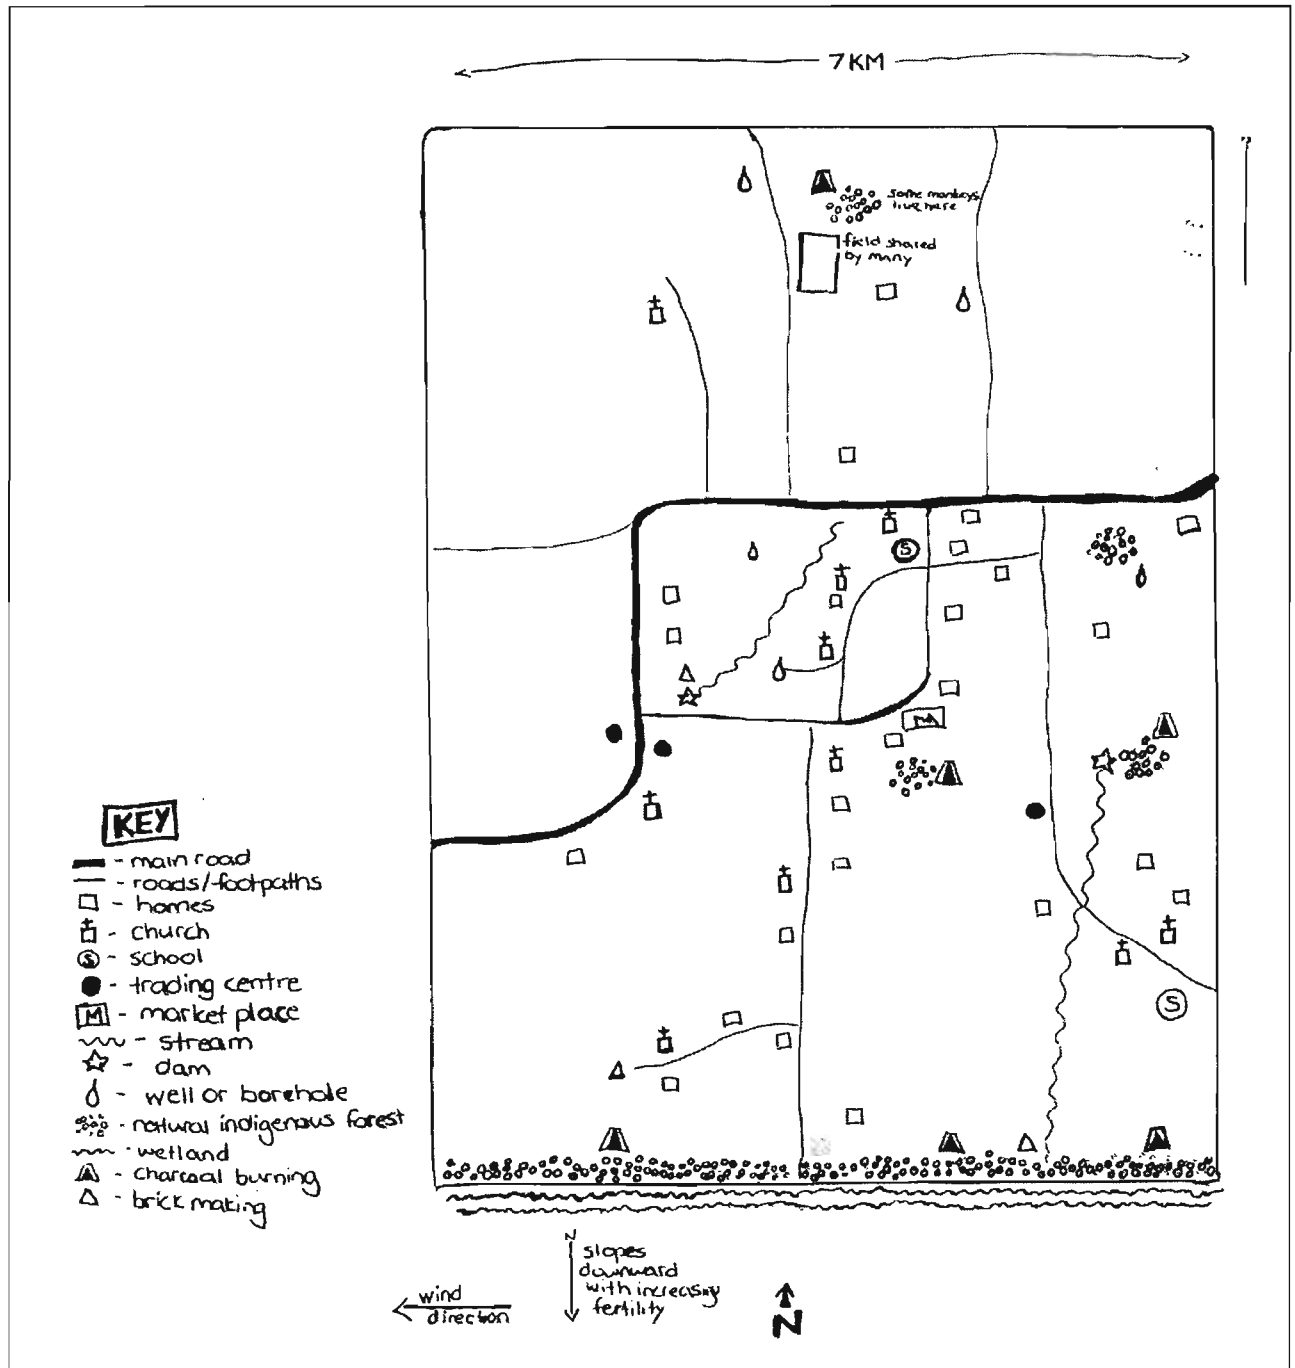 7KM
some monkeys
live here
field shared
by many
S
M
S
KEY
- main road
- roads/footpaths
- homes
- church
S - school
- trading centre
M - market place
- stream
- dam
- well or borehole
- natural indigenous forest
- wetland
- charcoal burning
- brick making
N
slopes
downward
with increasing
fertility
wind
direction
N